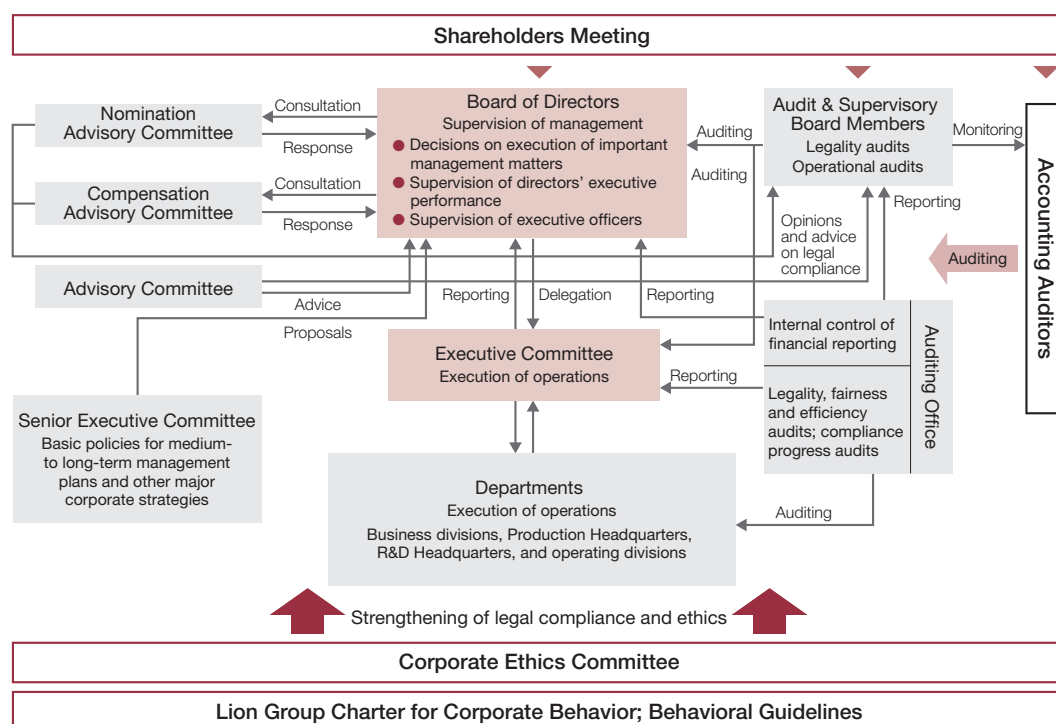 Shareholders Meeting
Nomination
Advisory Committee
Consultation
Response
Compensation
Advisory Committee
Consultation
Response
Advisory Committee
Advice
Proposals
Board of Directors
Supervision of management
● Decisions on execution of important
management matters
● Supervision of directors' executive
performance
● Supervision of executive officers
Auditing
Auditing
Audit & Supervisory
Board Members
Legality audits
Operational audits
Monitoring
Accounting Auditors
Reporting
Opinions
and advice
on legal
compliance
Auditing
Reporting
Delegation
Reporting
Executive Committee
Execution of operations
Reporting
Internal control of
financial reporting
Legality, fairness
and efficiency
audits; compliance
progress audits
Auditing Office
Senior Executive Committee
Basic policies for medium-
to long-term management
plans and other major
corporate strategies
Departments
Execution of operations
Business divisions, Production Headquarters,
R&D Headquarters, and operating divisions
Auditing
Strengthening of legal compliance and ethics
Corporate Ethics Committee
Lion Group Charter for Corporate Behavior; Behavioral Guidelines